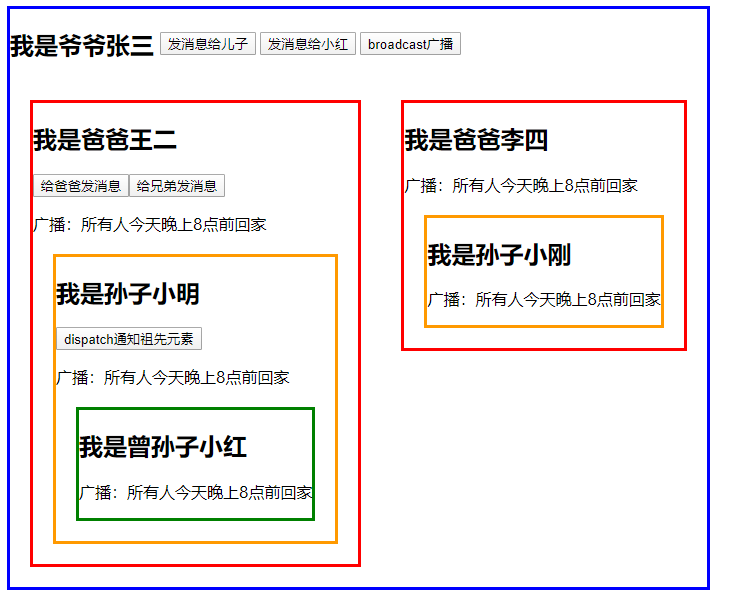 我是爷爷张三 发消息给儿子 发消息给小红 broadcast广播
我是爸爸王二
给爸爸发消息 给兄弟发消息
广播：所有人今天晚上8点前回家
我是孙子小明
dispatch通知祖先元素
广播：所有人今天晚上8点前回家
我是曾孙子小红
广播：所有人今天晚上8点前回家
我是爸爸李四
广播：所有人今天晚上8点前回家
我是孙子小刚
广播：所有人今天晚上8点前回家